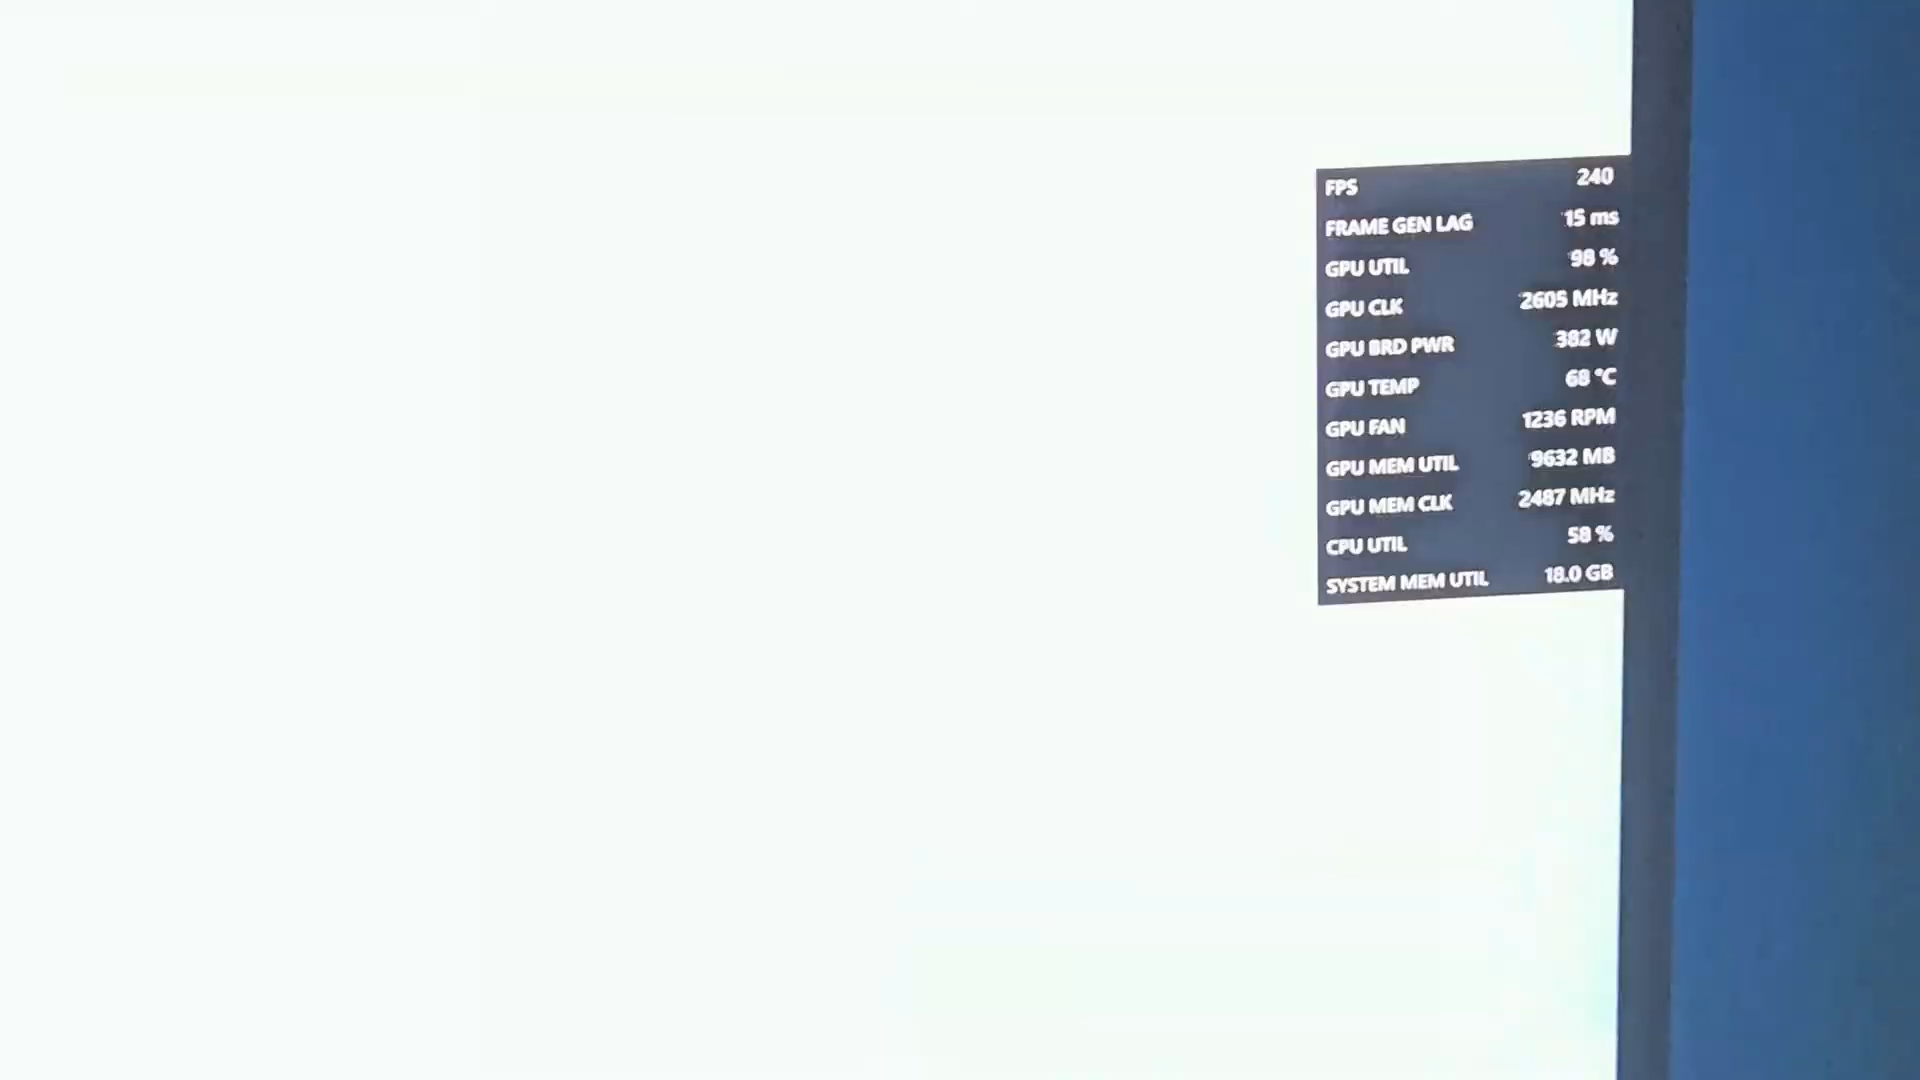 FPS 240
FRAME GEN LAG 15 ms
GPU UTIL 98 %
GPU CLK 2605 MHz
GPU BRD PWR 382 W
GPU TEMP 68 °C
GPU FAN 1236 RPM
GPU MEM UTIL 9632 MB
GPU MEM CLK 2487 MHz
CPU UTIL 58 %
SYSTEM MEM UTIL 18.0 GB